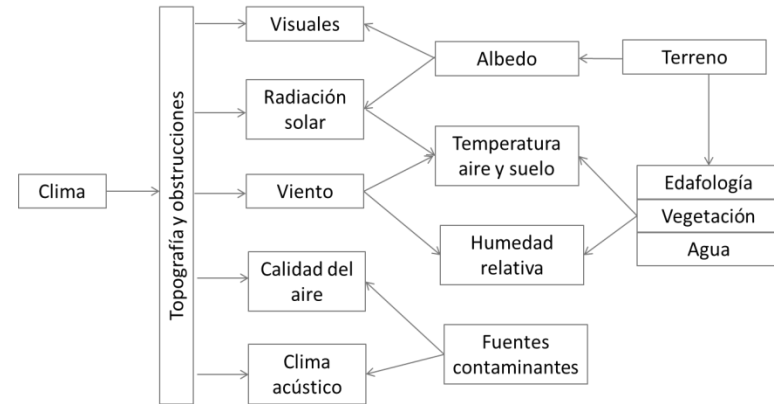 Clima
Topografía y obstrucciones
Visuales
Radiación
solar
Viento
Calidad del
aire
Clima
acústico
Albedo
Temperatura
aire y suelo
Humedad
relativa
Fuentes
contaminantes
Terreno
Edafología
Vegetación
Agua